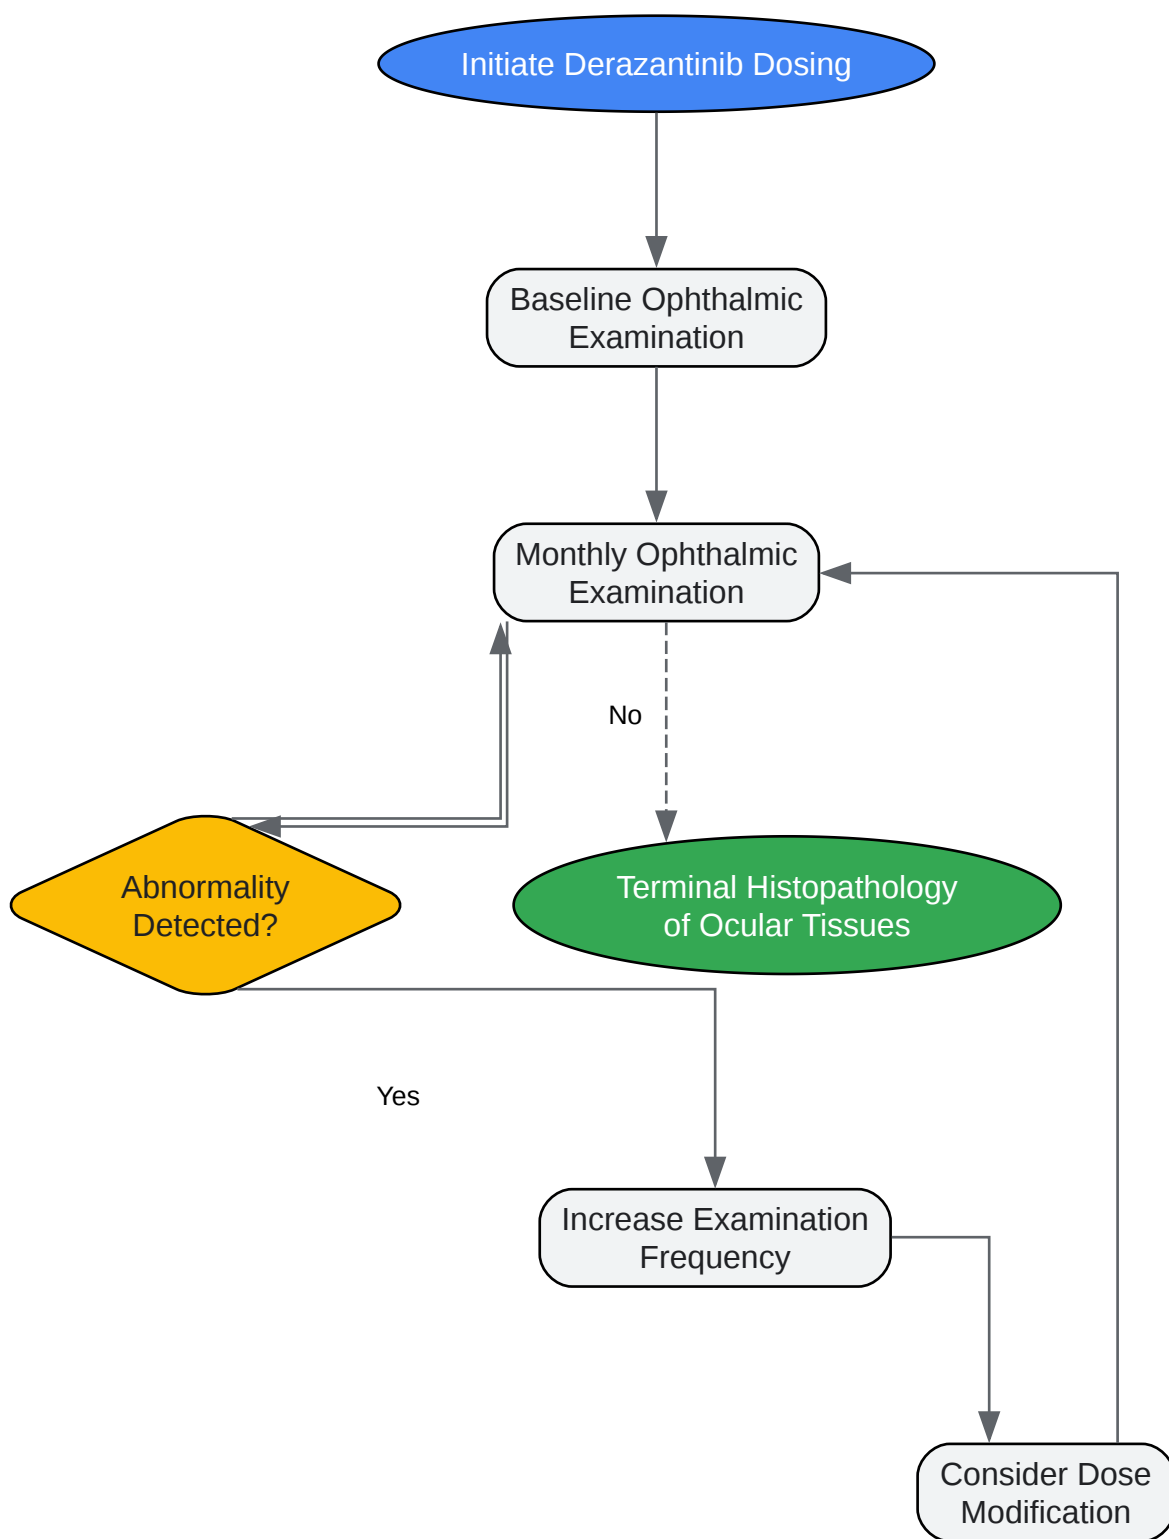 Initiate Derazantinib Dosing
Baseline Ophthalmic
Examination
Monthly Ophthalmic
Examination
No
Abnormality
Detected?
Terminal Histopathology
of Ocular Tissues
Yes
Increase Examination
Frequency
Consider Dose
Modification